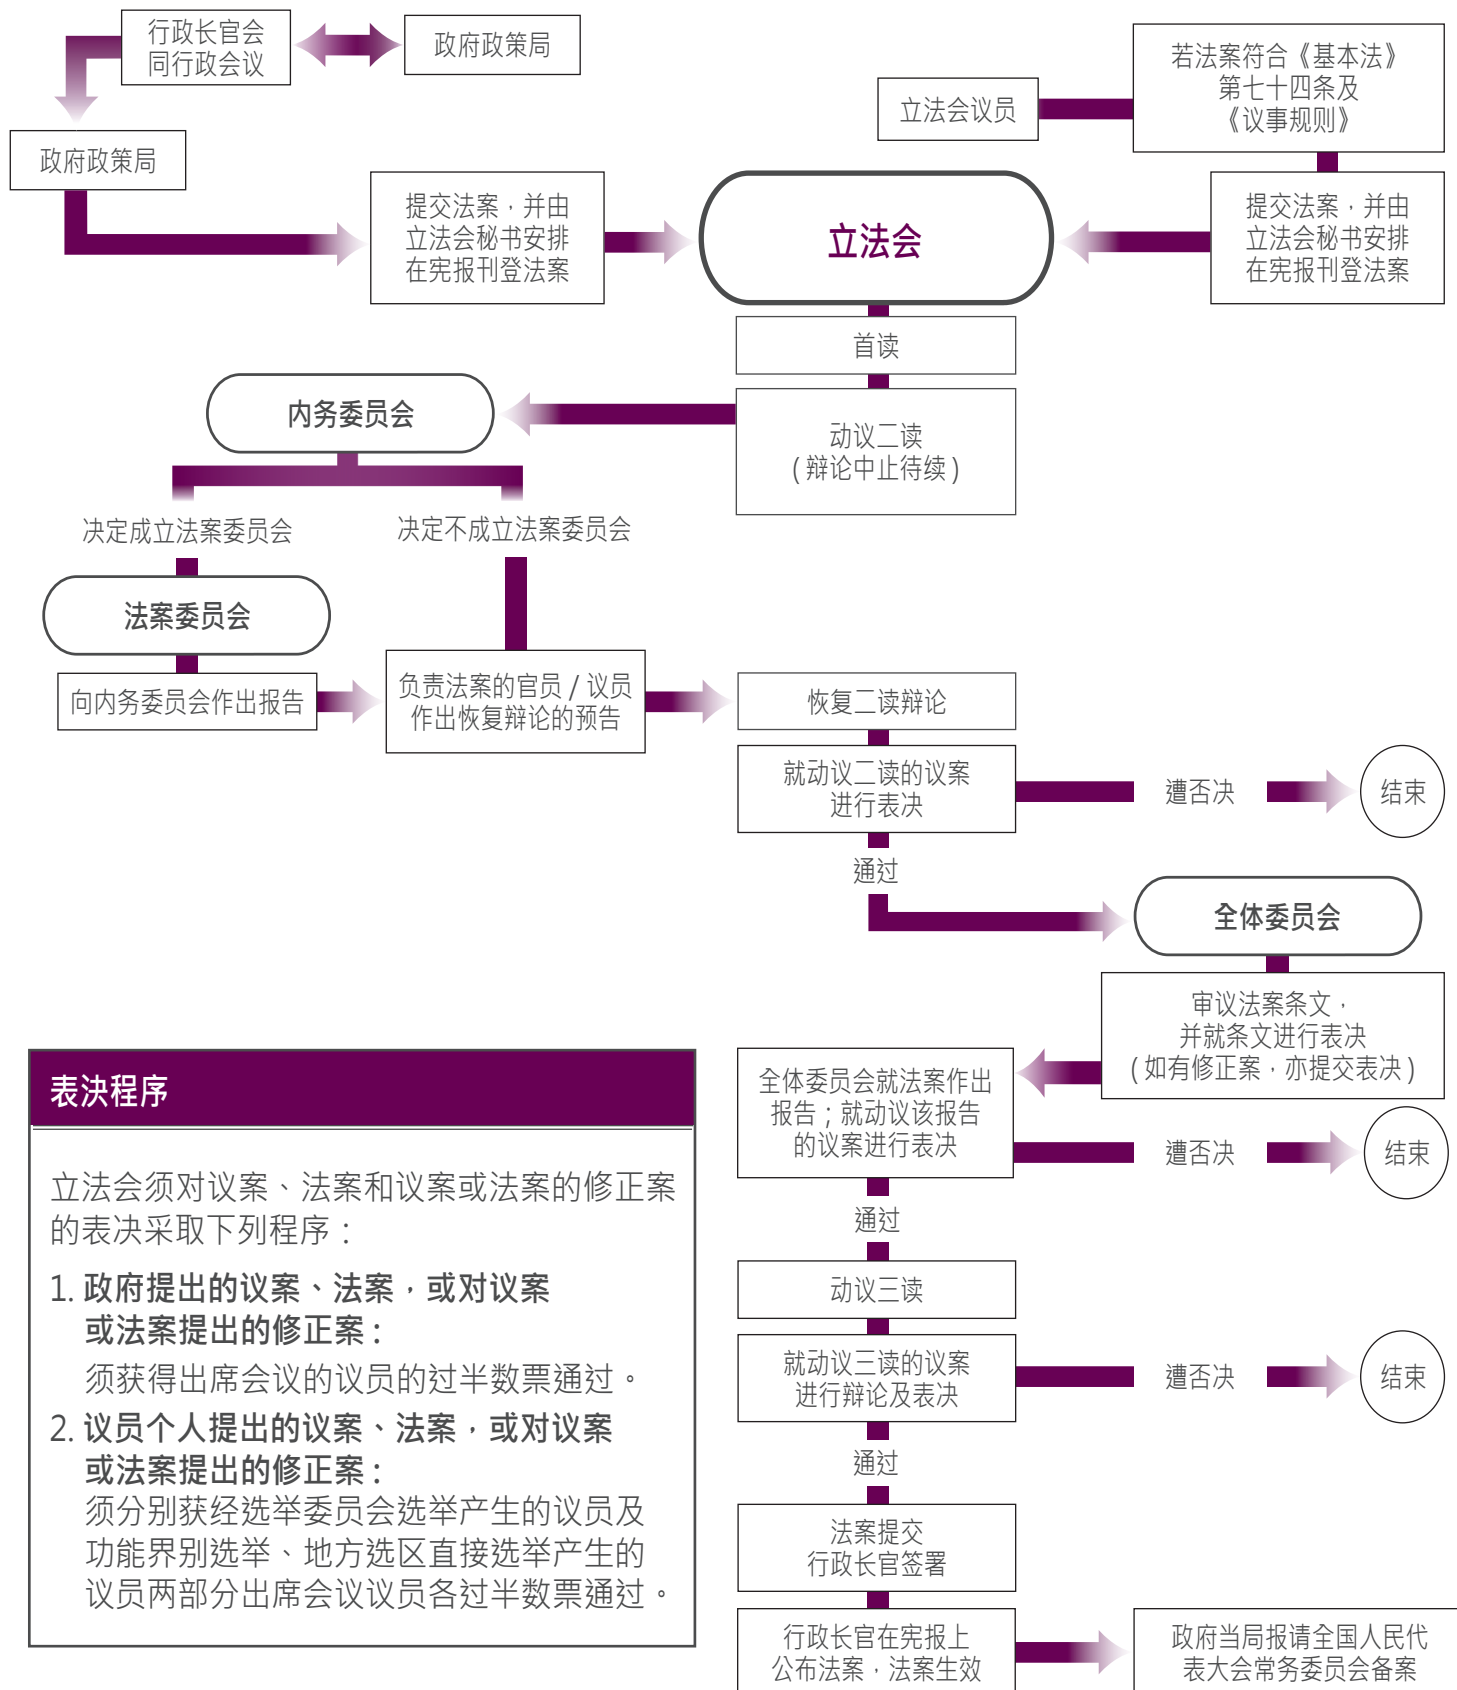 行政长官会
同行政会议
政府政策局
政府政策局
立法会议员
若法案符合《基本法》
第七十四条及
《议事规则》
提交法案，并由
立法会秘书安排
在宪报刊登法案
立法会
提交法案，并由
立法会秘书安排
在宪报刊登法案
首读
动议二读
(辩论中止待续)
内务委员会
决定成立法案委员会
决定不成立法案委员会
法案委员会
向内务委员会作出报告
负责法案的官员 / 议员
作出恢复辩论的预告
恢复二读辩论
就动议二读的议案
进行表决
遭否决
结束
通过
全体委员会
审议法案条文，
并就条文进行表决
(如有修正案，亦提交表决)
全体委员会就法案作出
报告；就动议该报告
的议案进行表决
遭否决
结束
通过
动议三读
就动议三读的议案
进行辩论及表决
遭否决
结束
通过
法案提交
行政长官签署
行政长官在宪报上
公布法案，法案生效
政府当局报请全国人民代
表大会常务委员会备案
表決程序
立法会须对议案、法案和议案或法案的修正案
的表决采取下列程序：
1. 政府提出的议案、法案，或对议案
或法案提出的修正案：
须获得出席会议的议员的过半数票通过。
2. 议员个人提出的议案、法案，或对议案
或法案提出的修正案：
须分别获经选举委员会选举产生的议员及
功能界别选举、地方选区直接选举产生的
议员两部分出席会议议员各过半数票通过。